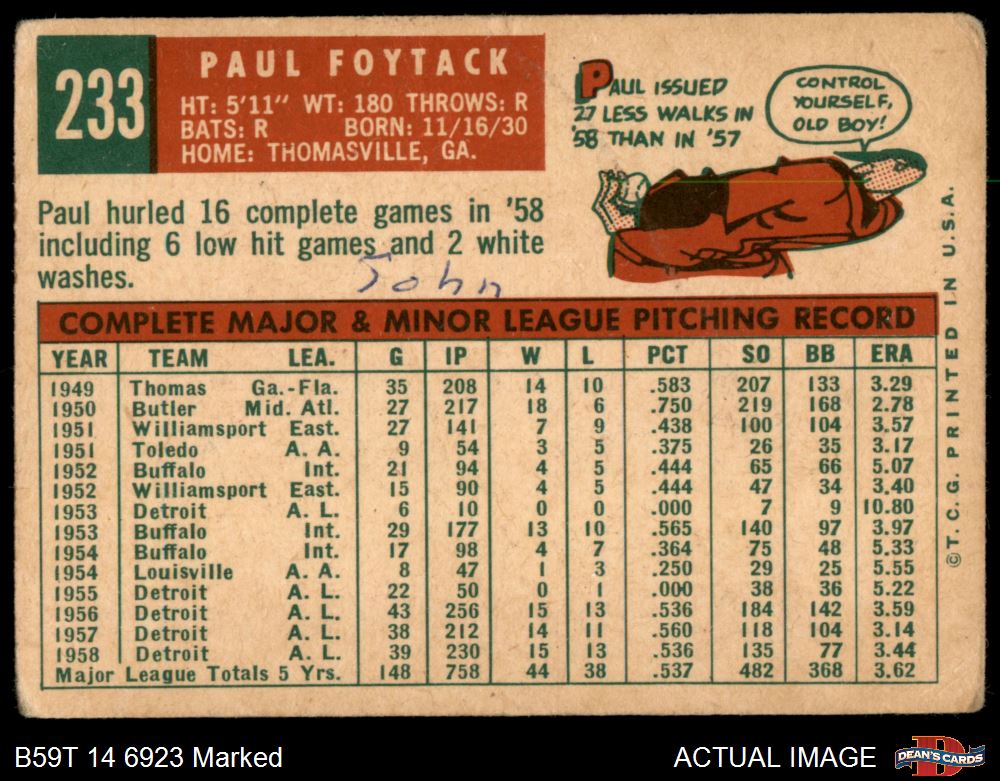 233
PAUL FOYTACK
HT: 5'11" WT: 180 THROWS: R
BATS: R BORN: 11/16/30
HOME: THOMASVILLE, GA.
PAUL ISSUED
27 LESS WALKS IN
'58 THAN IN '57
CONTROL
YOURSELF,
OLD BOY!
Paul hurled 16 complete games in '58
including 6 low hit games and 2 white
washes.
John
COMPLETE MAJOR & MINOR LEAGUE PITCHING RECORD
YEAR TEAM LEA. G IP W L PCT SO BB ERA
1949 Thomas Ga.-Fla. 35 208 14 10 .583 207 133 3.29
1950 Butler Mid. Atl. 27 217 18 6 .750 219 168 2.78
1951 Williamsport East. 27 141 7 9 .438 100 104 3.57
1951 Toledo A. A. 9 54 3 5 .375 26 35 3.17
1952 Buffalo Int. 21 94 4 5 .444 65 66 5.07
1952 Williamsport East. 15 90 4 5 .444 47 34 3.40
1953 Detroit A. L. 6 10 0 0 .000 7 9 10.80
1953 Buffalo Int. 29 177 13 10 .565 140 97 3.97
1954 Buffalo Int. 17 98 4 7 .364 75 48 5.33
1954 Louisville A. A. 8 47 1 3 .250 29 25 5.55
1955 Detroit A. L. 22 50 0 1 .000 38 36 5.22
1956 Detroit A. L. 43 256 15 13 .536 184 142 3.59
1957 Detroit A. L. 38 212 14 11 .560 118 104 3.14
1958 Detroit A. L. 39 230 15 13 .536 135 77 3.44
Major League Totals 5 Yrs. 148 758 44 38 .537 482 368 3.62
© T. C. G. PRINTED IN U.S.A.
B59T 14 6923 Marked
ACTUAL IMAGE
D
DEAN'S CARDS